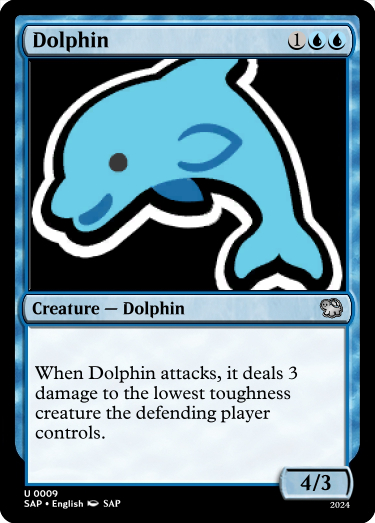 Dolphin 1
Creature — Dolphin
When Dolphin attacks, it deals 3
damage to the lowest toughness
creature the defending player
controls.
4/3
U 0009
SAP • English SAP
2024